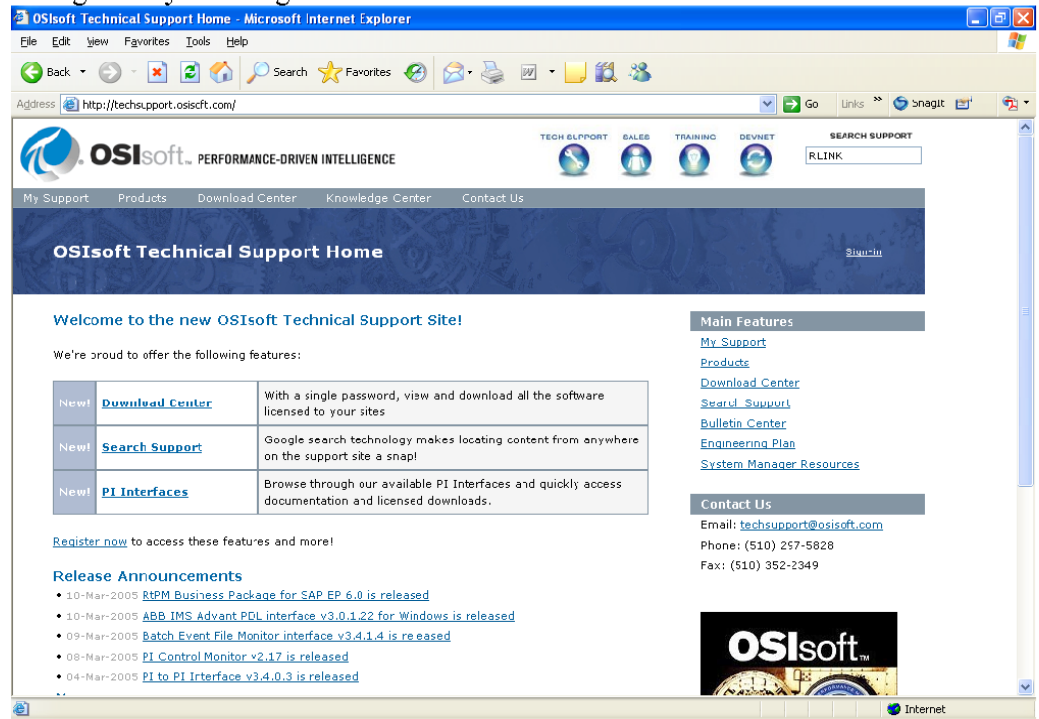 OSIsoft Technical Support Home - Microsoft Internet Explorer
File Edit View Favorites Tools Help
Back Search Favorites
Address http://techsupport.osisoft.com/ Go Links » SnagIt
TECH SUPPORT SALES TRAINING DEVNET SEARCH SUPPORT
OSIsoft™ PERFORMANCE-DRIVEN INTELLIGENCE
RLINK
My Support Products Download Center Knowledge Center Contact Us
OSIsoft Technical Support Home
Sign-in
Welcome to the new OSIsoft Technical Support Site!
We're proud to offer the following features:
New! Download Center With a single password, view and download all the software
licensed to your sites
New! Search Support Google search technology makes locating content from anywhere
on the support site a snap!
New! PI Interfaces Browse through our available PI Interfaces and quickly access
documentation and licensed downloads.
Register now to access these features and more!
Release Announcements
• 10-Mar-2005 RtPM Business Package for SAP EP 6.0 is released
• 10-Mar-2005 ABB IMS Advant PDL interface v3.0.1.22 for Windows is released
• 09-Mar-2005 Batch Event File Monitor interface v3.4.1.4 is released
• 08-Mar-2005 PI Control Monitor v2.17 is released
• 04-Mar-2005 PI to PI Interface v3.4.0.3 is released
Main Features
My Support
Products
Download Center
Search Support
Bulletin Center
Engineering Plan
System Manager Resources
Contact Us
Email: techsupport@osisoft.com
Phone: (510) 297-5828
Fax: (510) 352-2349
OSIsoft™
Internet